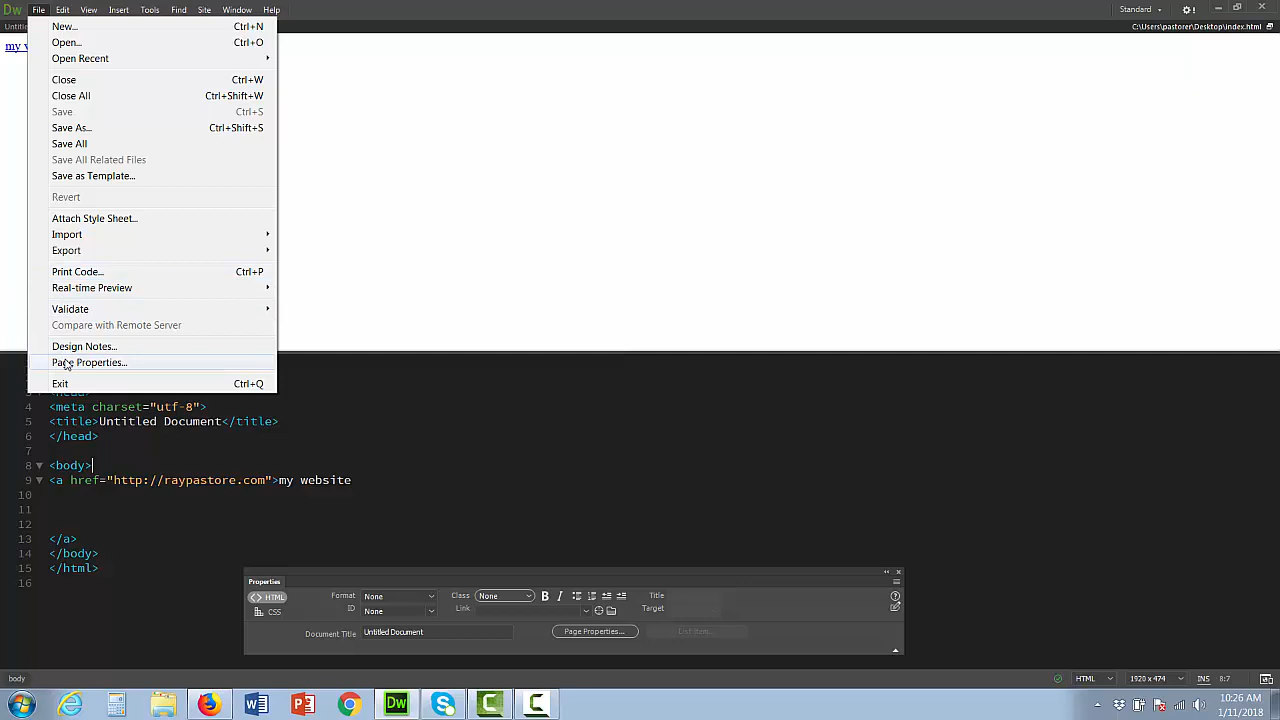 Dw File Edit View Insert Tools Find Site Window Help Standard
C:\Users\pastorer\Desktop\index.html
New... Ctrl+N
my
Open... Ctrl+O
Open Recent
Close Ctrl+W
Close All Ctrl+Shift+W
Save Ctrl+S
Save As... Ctrl+Shift+S
Save All
Save All Related Files
Save as Template...
Revert
Attach Style Sheet...
Import
Export
Print Code... Ctrl+P
Real-time Preview
Validate
Compare with Remote Server
Design Notes...
Page Properties...
Exit Ctrl+Q
4 <meta charset="utf-8">
5 <title>Untitled Document</title>
6 </head>
7
8 <body>
9 <a href="http://raypastore.com">my website
10
11
12
13 </a>
14 </body>
15 </html>
16
Properties
<> HTML Format None Class None B I Title
CSS ID None Link Target
Document Title Untitled Document Page Properties... List Item...
body HTML 1920 x 474 INS 8:7
Dw
10:26 AM
1/11/2018